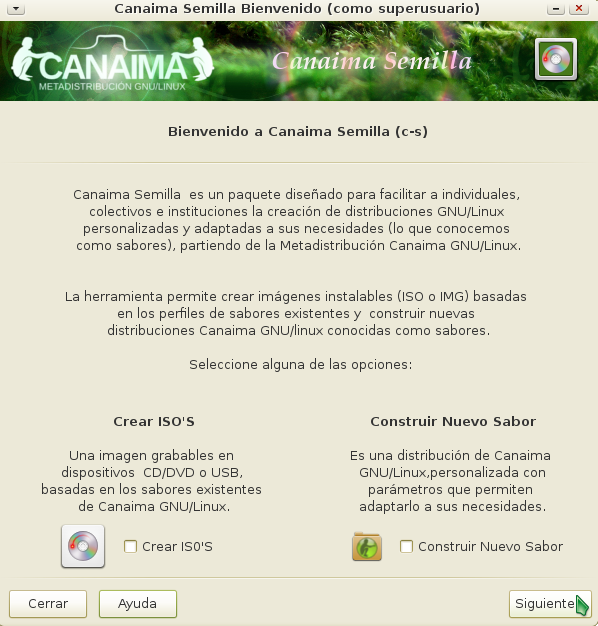 Canaima Semilla Bienvenido (como superusuario)
CANAIMA
METADISTRIBUCIÓN GNU/LINUX
Canaima Semilla
Bienvenido a Canaima Semilla (c-s)
Canaima Semilla es un paquete diseñado para facilitar a individuales,
colectivos e instituciones la creación de distribuciones GNU/Linux
personalizadas y adaptadas a sus necesidades (lo que conocemos
como sabores), partiendo de la Metadistribución Canaima GNU/Linux.
La herramienta permite crear imágenes instalables (ISO o IMG) basadas
en los perfiles de sabores existentes y construir nuevas
distribuciones Canaima GNU/linux conocidas como sabores.
Seleccione alguna de las opciones:
Crear ISO'S
Una imagen grabables en
dispositivos CD/DVD o USB,
basadas en los sabores existentes
de Canaima GNU/Linux.
Crear IS0'S
Construir Nuevo Sabor
Es una distribución de Canaima
GNU/Linux,personalizada con
parámetros que permiten
adaptarlo a sus necesidades.
Construir Nuevo Sabor
Cerrar
Ayuda
Siguiente